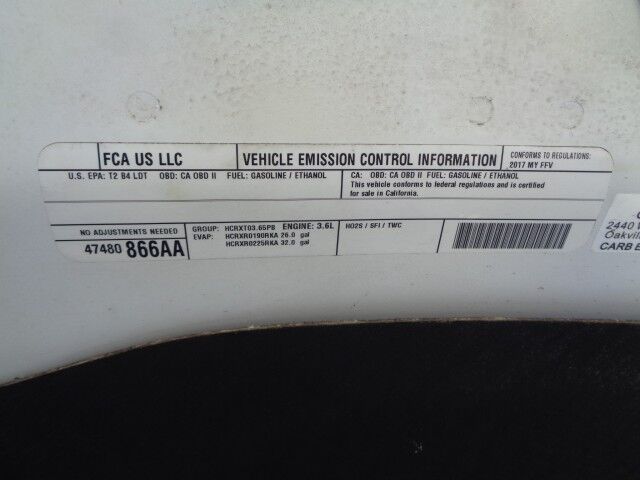 FCA US LLC
VEHICLE EMISSION CONTROL INFORMATION
CONFORMS TO REGULATIONS:
2017 MY FFV
U.S. EPA: T2 B4 LDT OBD: CA OBD II FUEL: GASOLINE / ETHANOL
CA: OBD: CA OBD II FUEL: GASOLINE / ETHANOL
This vehicle conforms to federal regulations and is certified
for sale in California.
NO ADJUSTMENTS NEEDED
47480 866AA
GROUP: HCRXT03.65PB ENGINE: 3.6L
EVAP: HCRXR0190RKA 26.0 gal
HCRXR0225RKA 32.0 gal
HO2S / SFI / TWC
2440
CARB